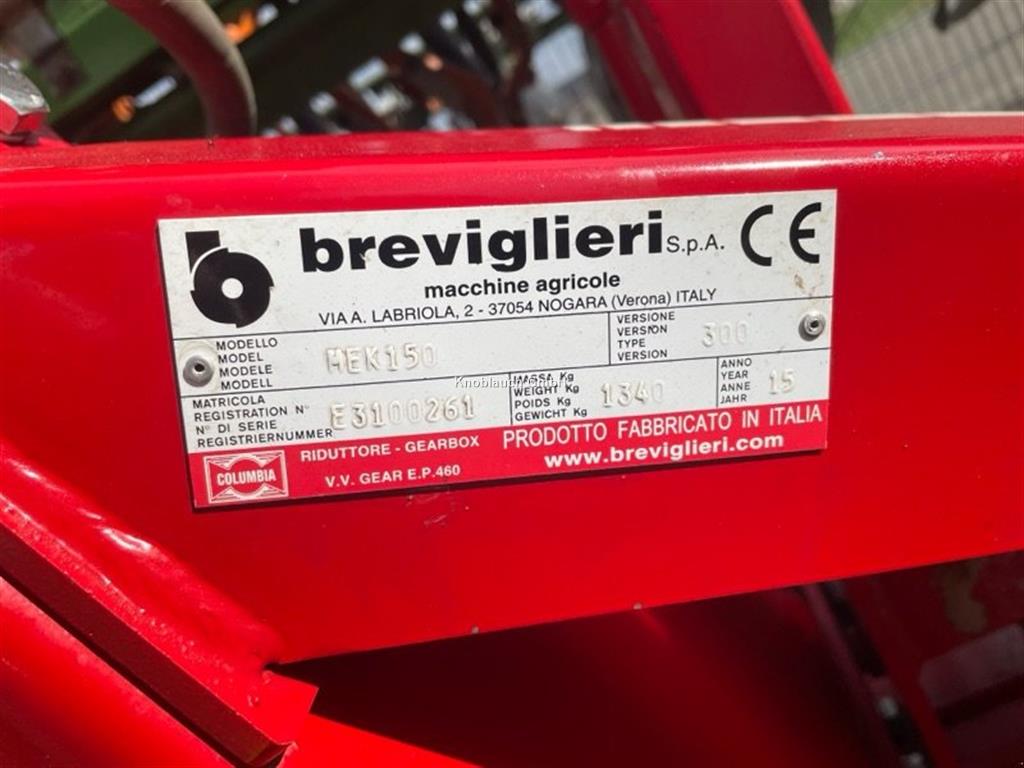 breviglieri S.p.A. CE
macchine agricole
VIA A. LABRIOLA, 2 - 37054 NOGARA (Verona) ITALY
MODELLO
MODEL
MODELE
MODELL
MEK150
VERSIONE
VERSION
TYPE
VERSION
300
MATRICOLA
REGISTRATION N°
N° DI SERIE
REGISTRIERNUMMER
E3100261
MASSA Kg
WEIGHT Kg
POIDS Kg
GEWICHT Kg
1340
ANNO
YEAR
ANNE
JAHR
15
Knoblauch GmbH
COLUMBIA
RIDUTTORE - GEARBOX
V.V. GEAR E.P.460
PRODOTTO FABBRICATO IN ITALIA
www.breviglieri.com